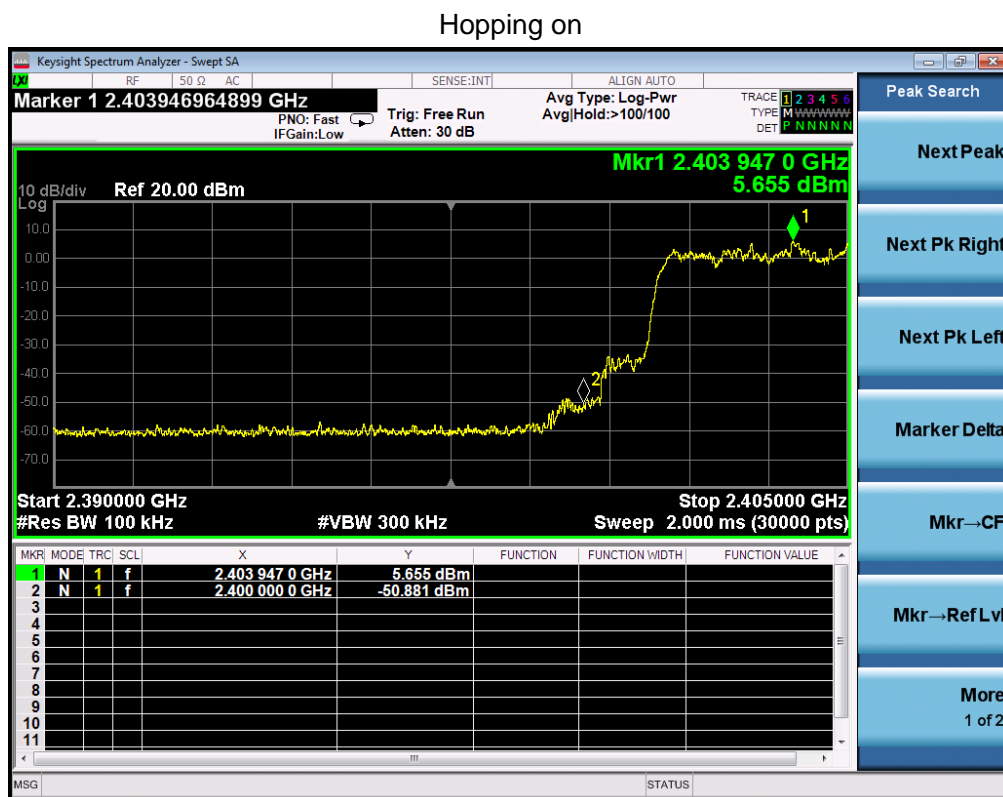 Hopping on
Keysight Spectrum Analyzer - Swept SA
LXI RF 50 Ω AC SENSE:INT ALIGN AUTO
Marker 1 2.403946964899 GHz
PNO: Fast
IFGain:Low
Trig: Free Run
Atten: 30 dB
Avg Type: Log-Pwr
Avg|Hold:>100/100
TRACE 1 2 3 4 5 6
TYPE M WWWWW
DET P N N N N N
Mkr1 2.403 947 0 GHz
5.655 dBm
10 dB/div Ref 20.00 dBm
Log
10.0
0.00
-10.0
-20.0
-30.0
-40.0
-50.0
-60.0
-70.0
1
2
Start 2.390000 GHz Stop 2.405000 GHz
#Res BW 100 kHz #VBW 300 kHz Sweep 2.000 ms (30000 pts)
MKR MODE TRC SCL X Y FUNCTION FUNCTION WIDTH FUNCTION VALUE
1 N 1 f 2.403 947 0 GHz 5.655 dBm
2 N 1 f 2.400 000 0 GHz -50.881 dBm
3
4
5
6
7
8
9
10
11
MSG STATUS
Peak Search
Next Peak
Next Pk Right
Next Pk Left
Marker Delta
Mkr→CF
Mkr→Ref Lvl
More
1 of 2